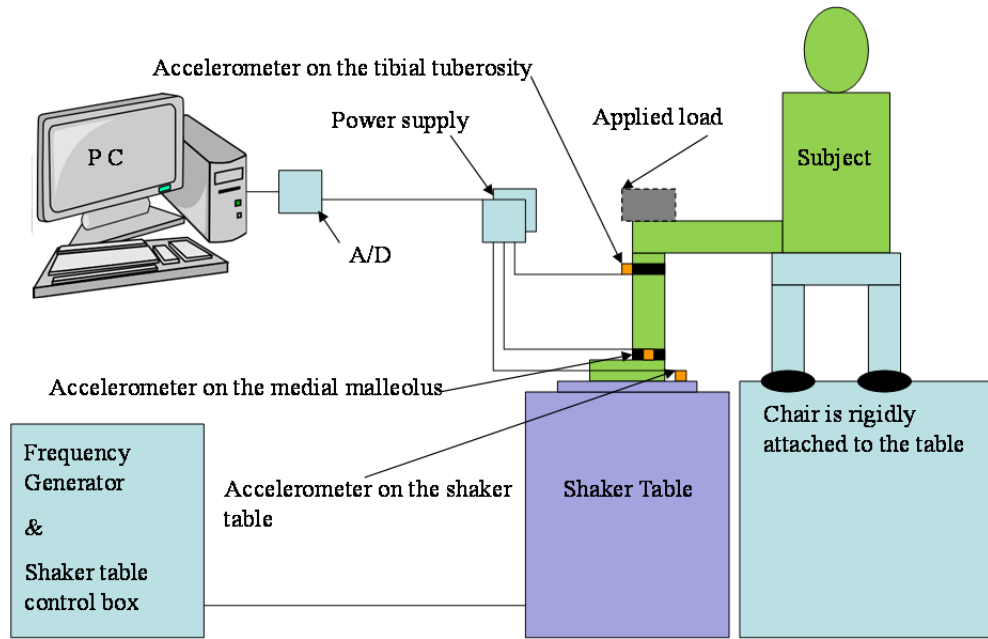 Accelerometer on the tibial tuberosity
Power supply
Applied load
P C
Subject
A/D
Accelerometer on the medial malleolus
Chair is rigidly
attached to the table
Frequency
Generator
&
Shaker table
control box
Accelerometer on the shaker
table
Shaker Table